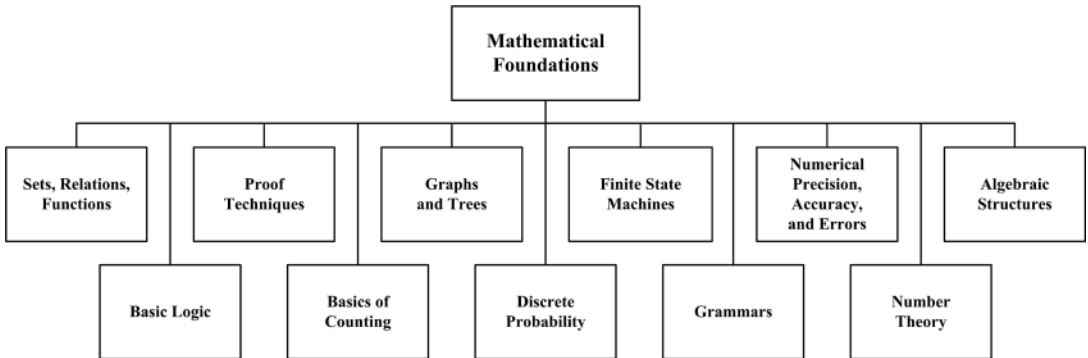 Mathematical
Foundations
Sets, Relations,
Functions
Proof
Techniques
Graphs
and Trees
Finite State
Machines
Numerical
Precision,
Accuracy,
and Errors
Algebraic
Structures
Basic Logic
Basics of
Counting
Discrete
Probability
Grammars
Number
Theory